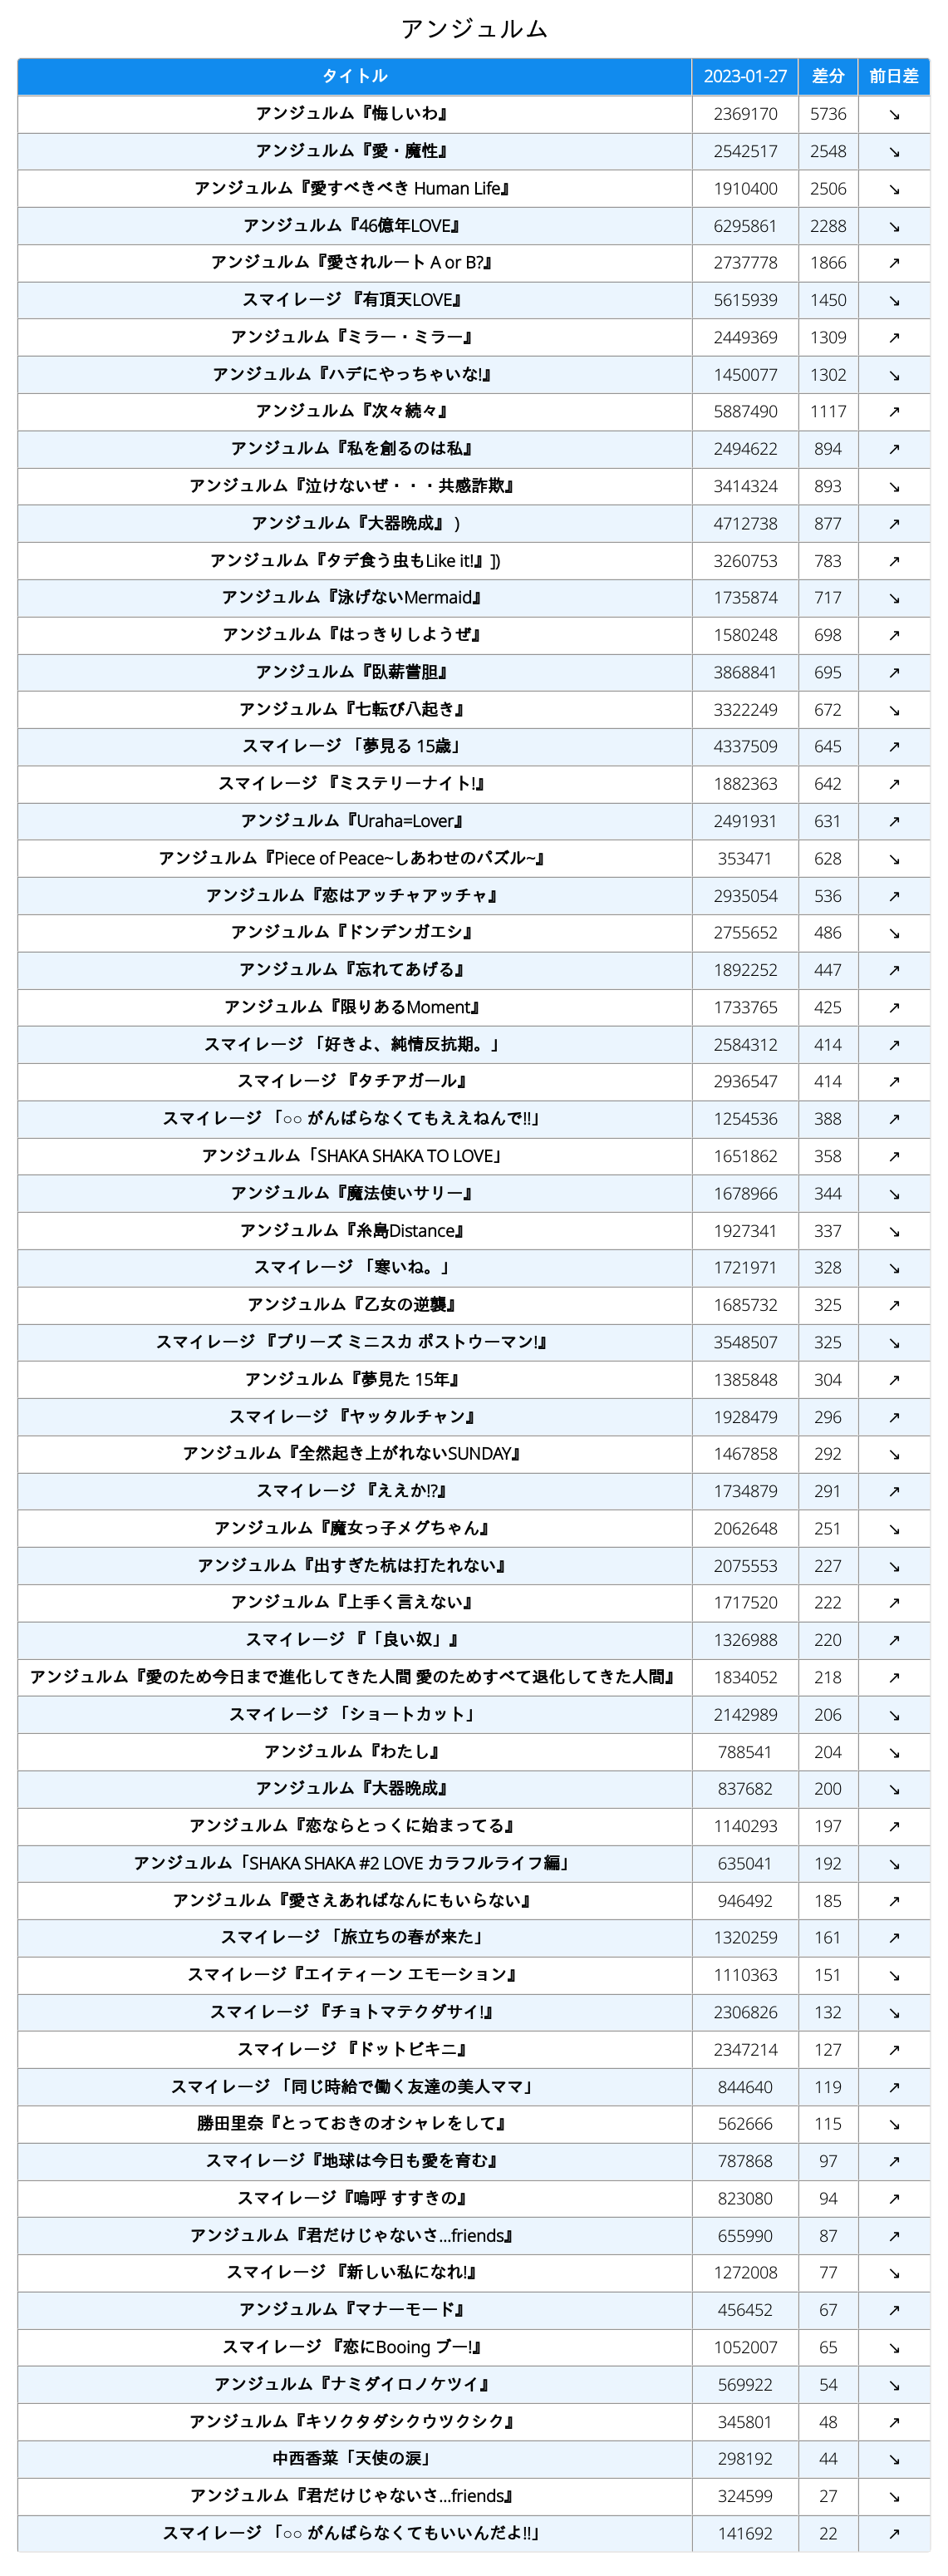 アンジュルム
タイトル 2023-01-27 差分 前日差
アンジュルム『悔しいわ』 2369170 5736 ↘
アンジュルム『愛・魔性』 2542517 2548 ↘
アンジュルム『愛すべきべき Human Life』 1910400 2506 ↘
アンジュルム『46億年LOVE』 6295861 2288 ↘
アンジュルム『愛されルート A or B?』 2737778 1866 ↗
スマイレージ 『有頂天LOVE』 5615939 1450 ↘
アンジュルム『ミラー・ミラー』 2449369 1309 ↗
アンジュルム『ハデにやっちゃいな!』 1450077 1302 ↘
アンジュルム『次々続々』 5887490 1117 ↗
アンジュルム『私を創るのは私』 2494622 894 ↗
アンジュルム『泣けないぜ・・・共感詐欺』 3414324 893 ↘
アンジュルム『大器晩成』 ) 4712738 877 ↗
アンジュルム『タデ食う虫もLike it!』]) 3260753 783 ↗
アンジュルム『泳げないMermaid』 1735874 717 ↘
アンジュルム『はっきりしようぜ』 1580248 698 ↗
アンジュルム『臥薪嘗胆』 3868841 695 ↗
アンジュルム『七転び八起き』 3322249 672 ↘
スマイレージ 「夢見る 15歳」 4337509 645 ↗
スマイレージ 『ミステリーナイト!』 1882363 642 ↗
アンジュルム『Uraha=Lover』 2491931 631 ↗
アンジュルム『Piece of Peace~しあわせのパズル~』 353471 628 ↘
アンジュルム『恋はアッチャアッチャ』 2935054 536 ↗
アンジュルム『ドンデンガエシ』 2755652 486 ↘
アンジュルム『忘れてあげる』 1892252 447 ↗
アンジュルム『限りあるMoment』 1733765 425 ↗
スマイレージ 「好きよ、純情反抗期。」 2584312 414 ↗
スマイレージ 『タチアガール』 2936547 414 ↗
スマイレージ 「○○ がんばらなくてもええねんで!!」 1254536 388 ↗
アンジュルム「SHAKA SHAKA TO LOVE」 1651862 358 ↗
アンジュルム『魔法使いサリー』 1678966 344 ↘
アンジュルム『糸島Distance』 1927341 337 ↘
スマイレージ 「寒いね。」 1721971 328 ↘
アンジュルム『乙女の逆襲』 1685732 325 ↗
スマイレージ 『プリーズ ミニスカ ポストウーマン!』 3548507 325 ↘
アンジュルム『夢見た 15年』 1385848 304 ↗
スマイレージ 『ヤッタルチャン』 1928479 296 ↗
アンジュルム『全然起き上がれないSUNDAY』 1467858 292 ↘
スマイレージ 『ええか!?』 1734879 291 ↗
アンジュルム『魔女っ子メグちゃん』 2062648 251 ↘
アンジュルム『出すぎた杭は打たれない』 2075553 227 ↘
アンジュルム『上手く言えない』 1717520 222 ↗
スマイレージ 『「良い奴」』 1326988 220 ↗
アンジュルム『愛のため今日まで進化してきた人間 愛のためすべて退化してきた人間』 1834052 218 ↗
スマイレージ 「ショートカット」 2142989 206 ↘
アンジュルム『わたし』 788541 204 ↘
アンジュルム『大器晩成』 837682 200 ↘
アンジュルム『恋ならとっくに始まってる』 1140293 197 ↗
アンジュルム「SHAKA SHAKA #2 LOVE カラフルライフ編」 635041 192 ↘
アンジュルム『愛さえあればなんにもいらない』 946492 185 ↗
スマイレージ 「旅立ちの春が来た」 1320259 161 ↗
スマイレージ『エイティーン エモーション』 1110363 151 ↘
スマイレージ 『チョトマテクダサイ!』 2306826 132 ↘
スマイレージ 『ドットビキニ』 2347214 127 ↗
スマイレージ 「同じ時給で働く友達の美人ママ」 844640 119 ↗
勝田里奈『とっておきのオシャレをして』 562666 115 ↘
スマイレージ『地球は今日も愛を育む』 787868 97 ↗
スマイレージ『嗚呼 すすきの』 823080 94 ↗
アンジュルム『君だけじゃないさ...friends』 655990 87 ↗
スマイレージ 『新しい私になれ!』 1272008 77 ↘
アンジュルム『マナーモード』 456452 67 ↗
スマイレージ 『恋にBooing ブー!』 1052007 65 ↘
アンジュルム『ナミダイロノケツイ』 569922 54 ↘
アンジュルム『キソクタダシクウツクシク』 345801 48 ↗
中西香菜「天使の涙」 298192 44 ↘
アンジュルム『君だけじゃないさ...friends』 324599 27 ↘
スマイレージ 「○○ がんばらなくてもいいんだよ!!」 141692 22 ↗